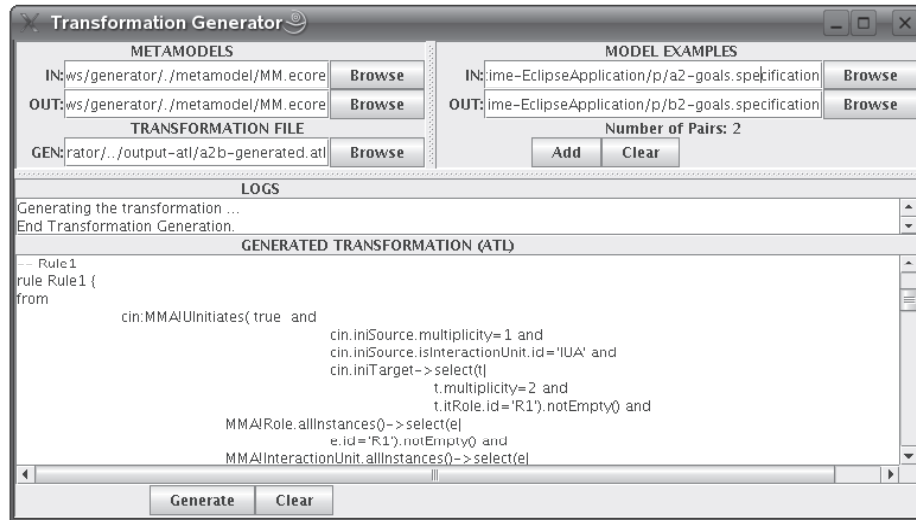 Transformation Generator
METAMODELS
IN: ws/generator/./metamodel/MM.ecore Browse
OUT: ws/generator/./metamodel/MM.ecore Browse
TRANSFORMATION FILE
GEN: rator/../output-atl/a2b-generated.atl Browse
MODEL EXAMPLES
IN: :ime-EclipseApplication/p/a2-goals.specification Browse
OUT: ime-EclipseApplication/p/b2-goals.specification Browse
Number of Pairs: 2
Add Clear
LOGS
Generating the transformation ...
End Transformation Generation.
GENERATED TRANSFORMATION (ATL)
-- Rule1
rule Rule1 {
from
cin:MMA!UInitiates( true and
cin.iniSource.multiplicity=1 and
cin.iniSource.isInteractionUnit.id='IUA' and
cin.iniTarget->select(t|
t.multiplicity=2 and
t.itRole.id='R1').notEmpty() and
MMA!Role.allInstances()->select(e|
e.id='R1').notEmpty() and
MMA!InteractionUnit.allInstances()->select(e|
Generate Clear